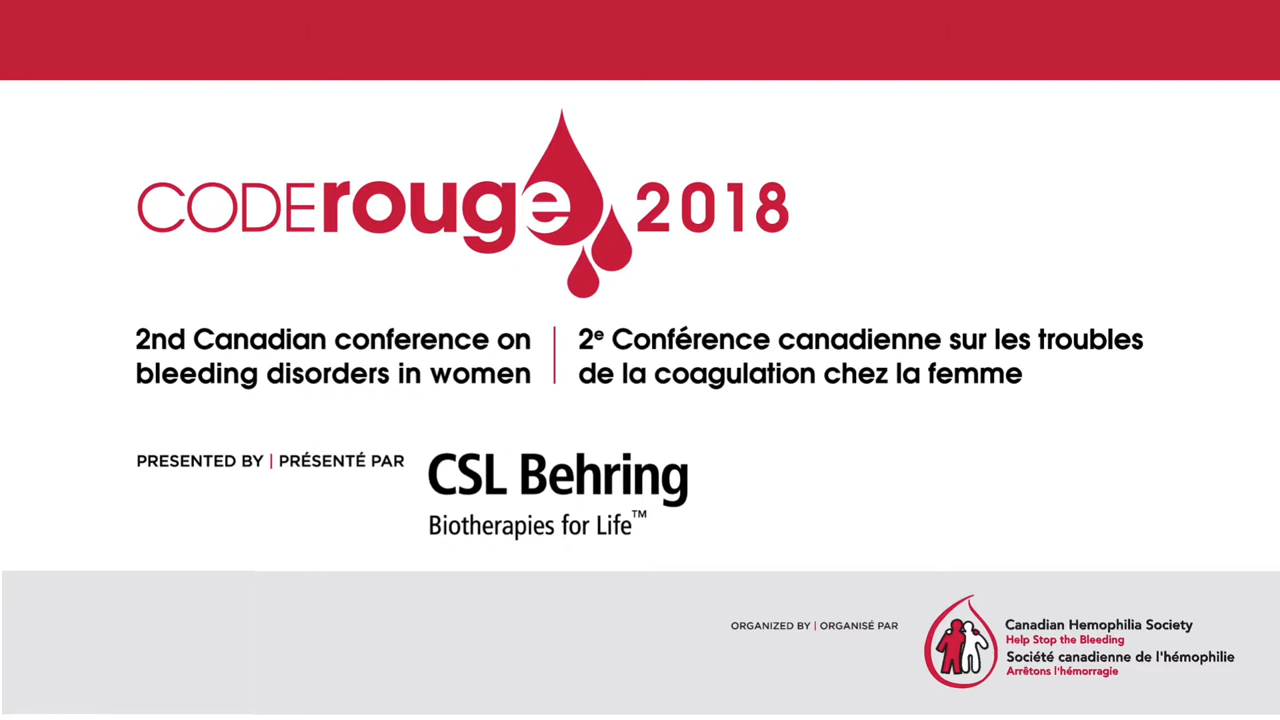 CODErouge 2018
2nd Canadian conference on
bleeding disorders in women
2e Conférence canadienne sur les troubles
de la coagulation chez la femme
PRESENTED BY | PRÉSENTÉ PAR
CSL Behring
Biotherapies for Life™
ORGANIZED BY | ORGANISÉ PAR
Canadian Hemophilia Society
Help Stop the Bleeding
Société canadienne de l'hémophilie
Arrêtons l'hémorragie